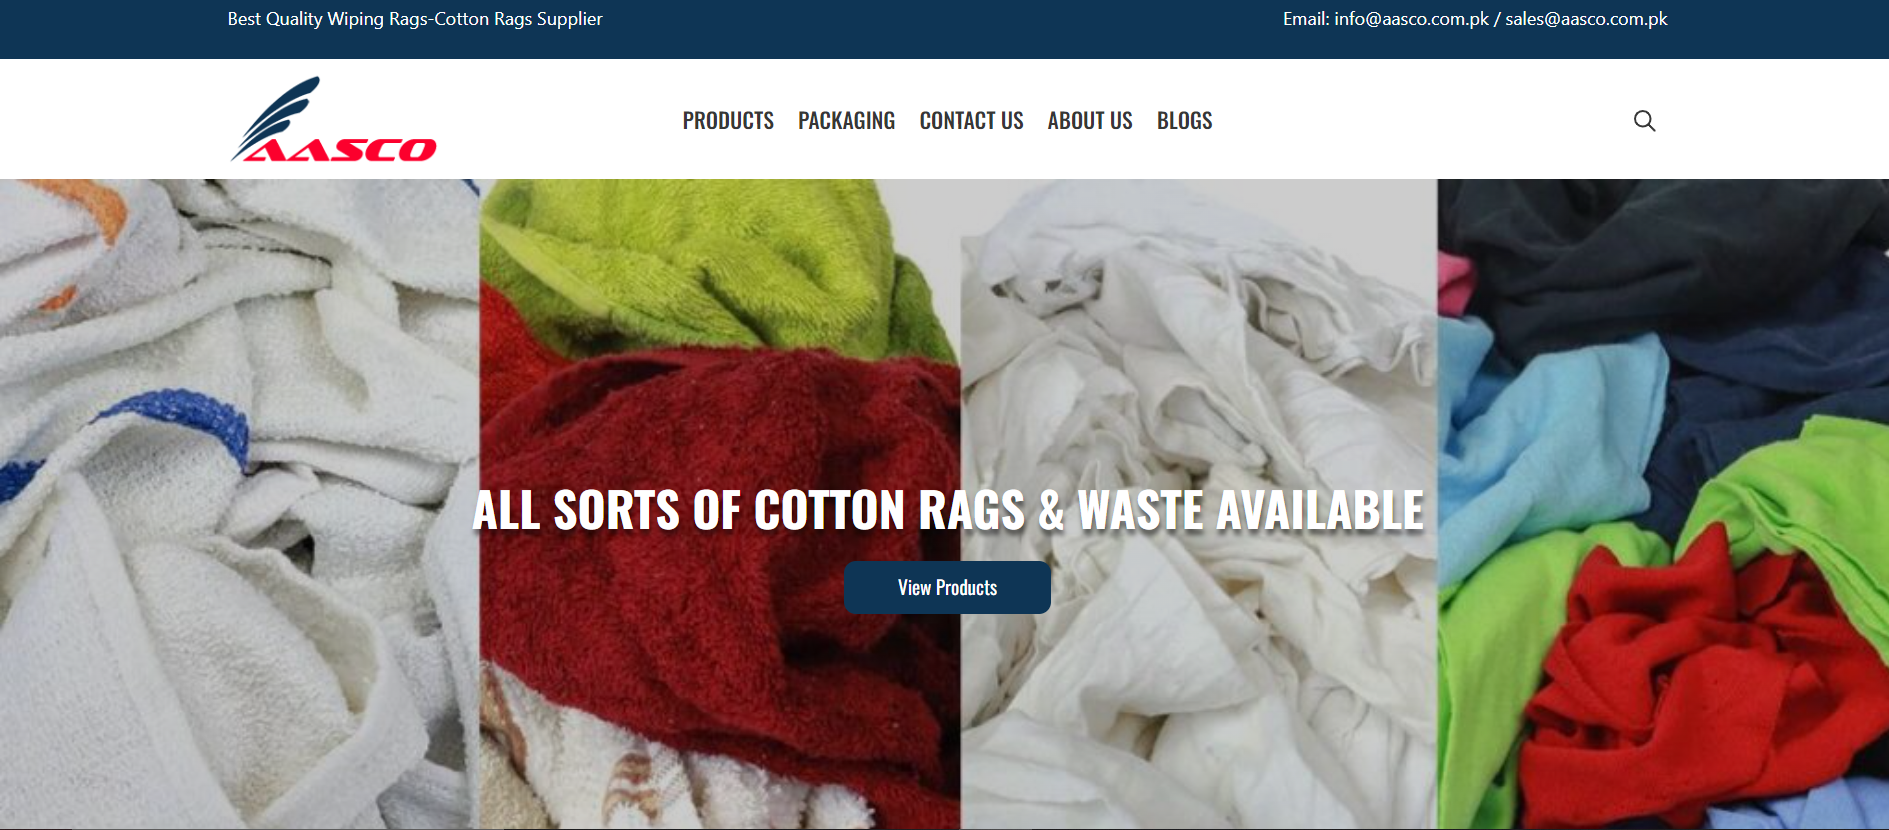 Best Quality Wiping Rags-Cotton Rags Supplier
Email: info@aasco.com.pk / sales@aasco.com.pk
AASCO
PRODUCTS PACKAGING CONTACT US ABOUT US BLOGS
ALL SORTS OF COTTON RAGS & WASTE AVAILABLE
View Products